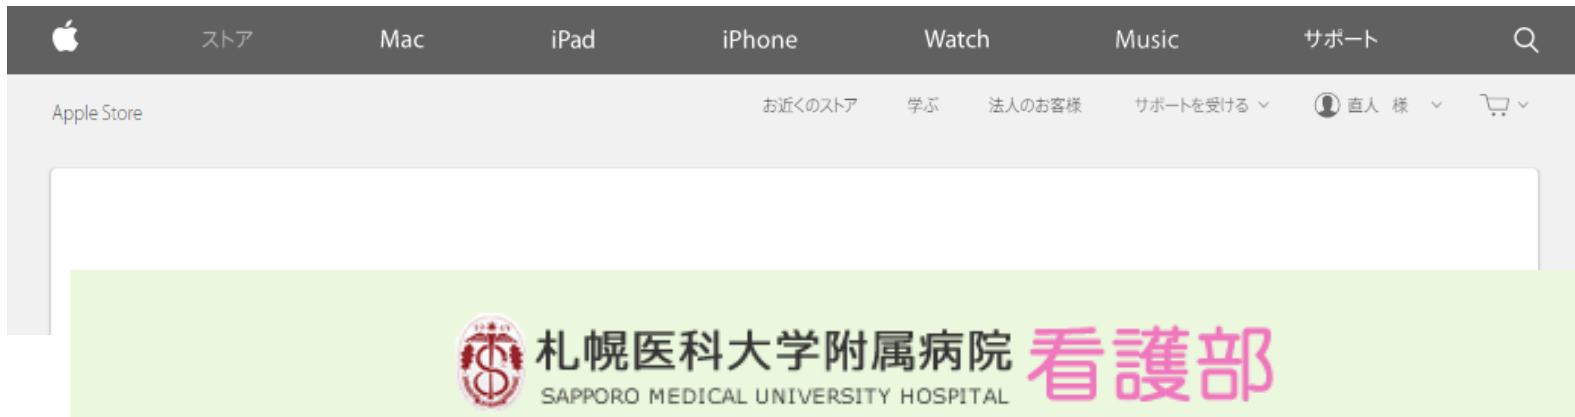 ストア Mac iPad iPhone Watch Music サポート
Apple Store お近くのストア 学ぶ 法人のお客様 サポートを受ける 直人 様
札幌医科大学附属病院 看護部
SAPPORO MEDICAL UNIVERSITY HOSPITAL